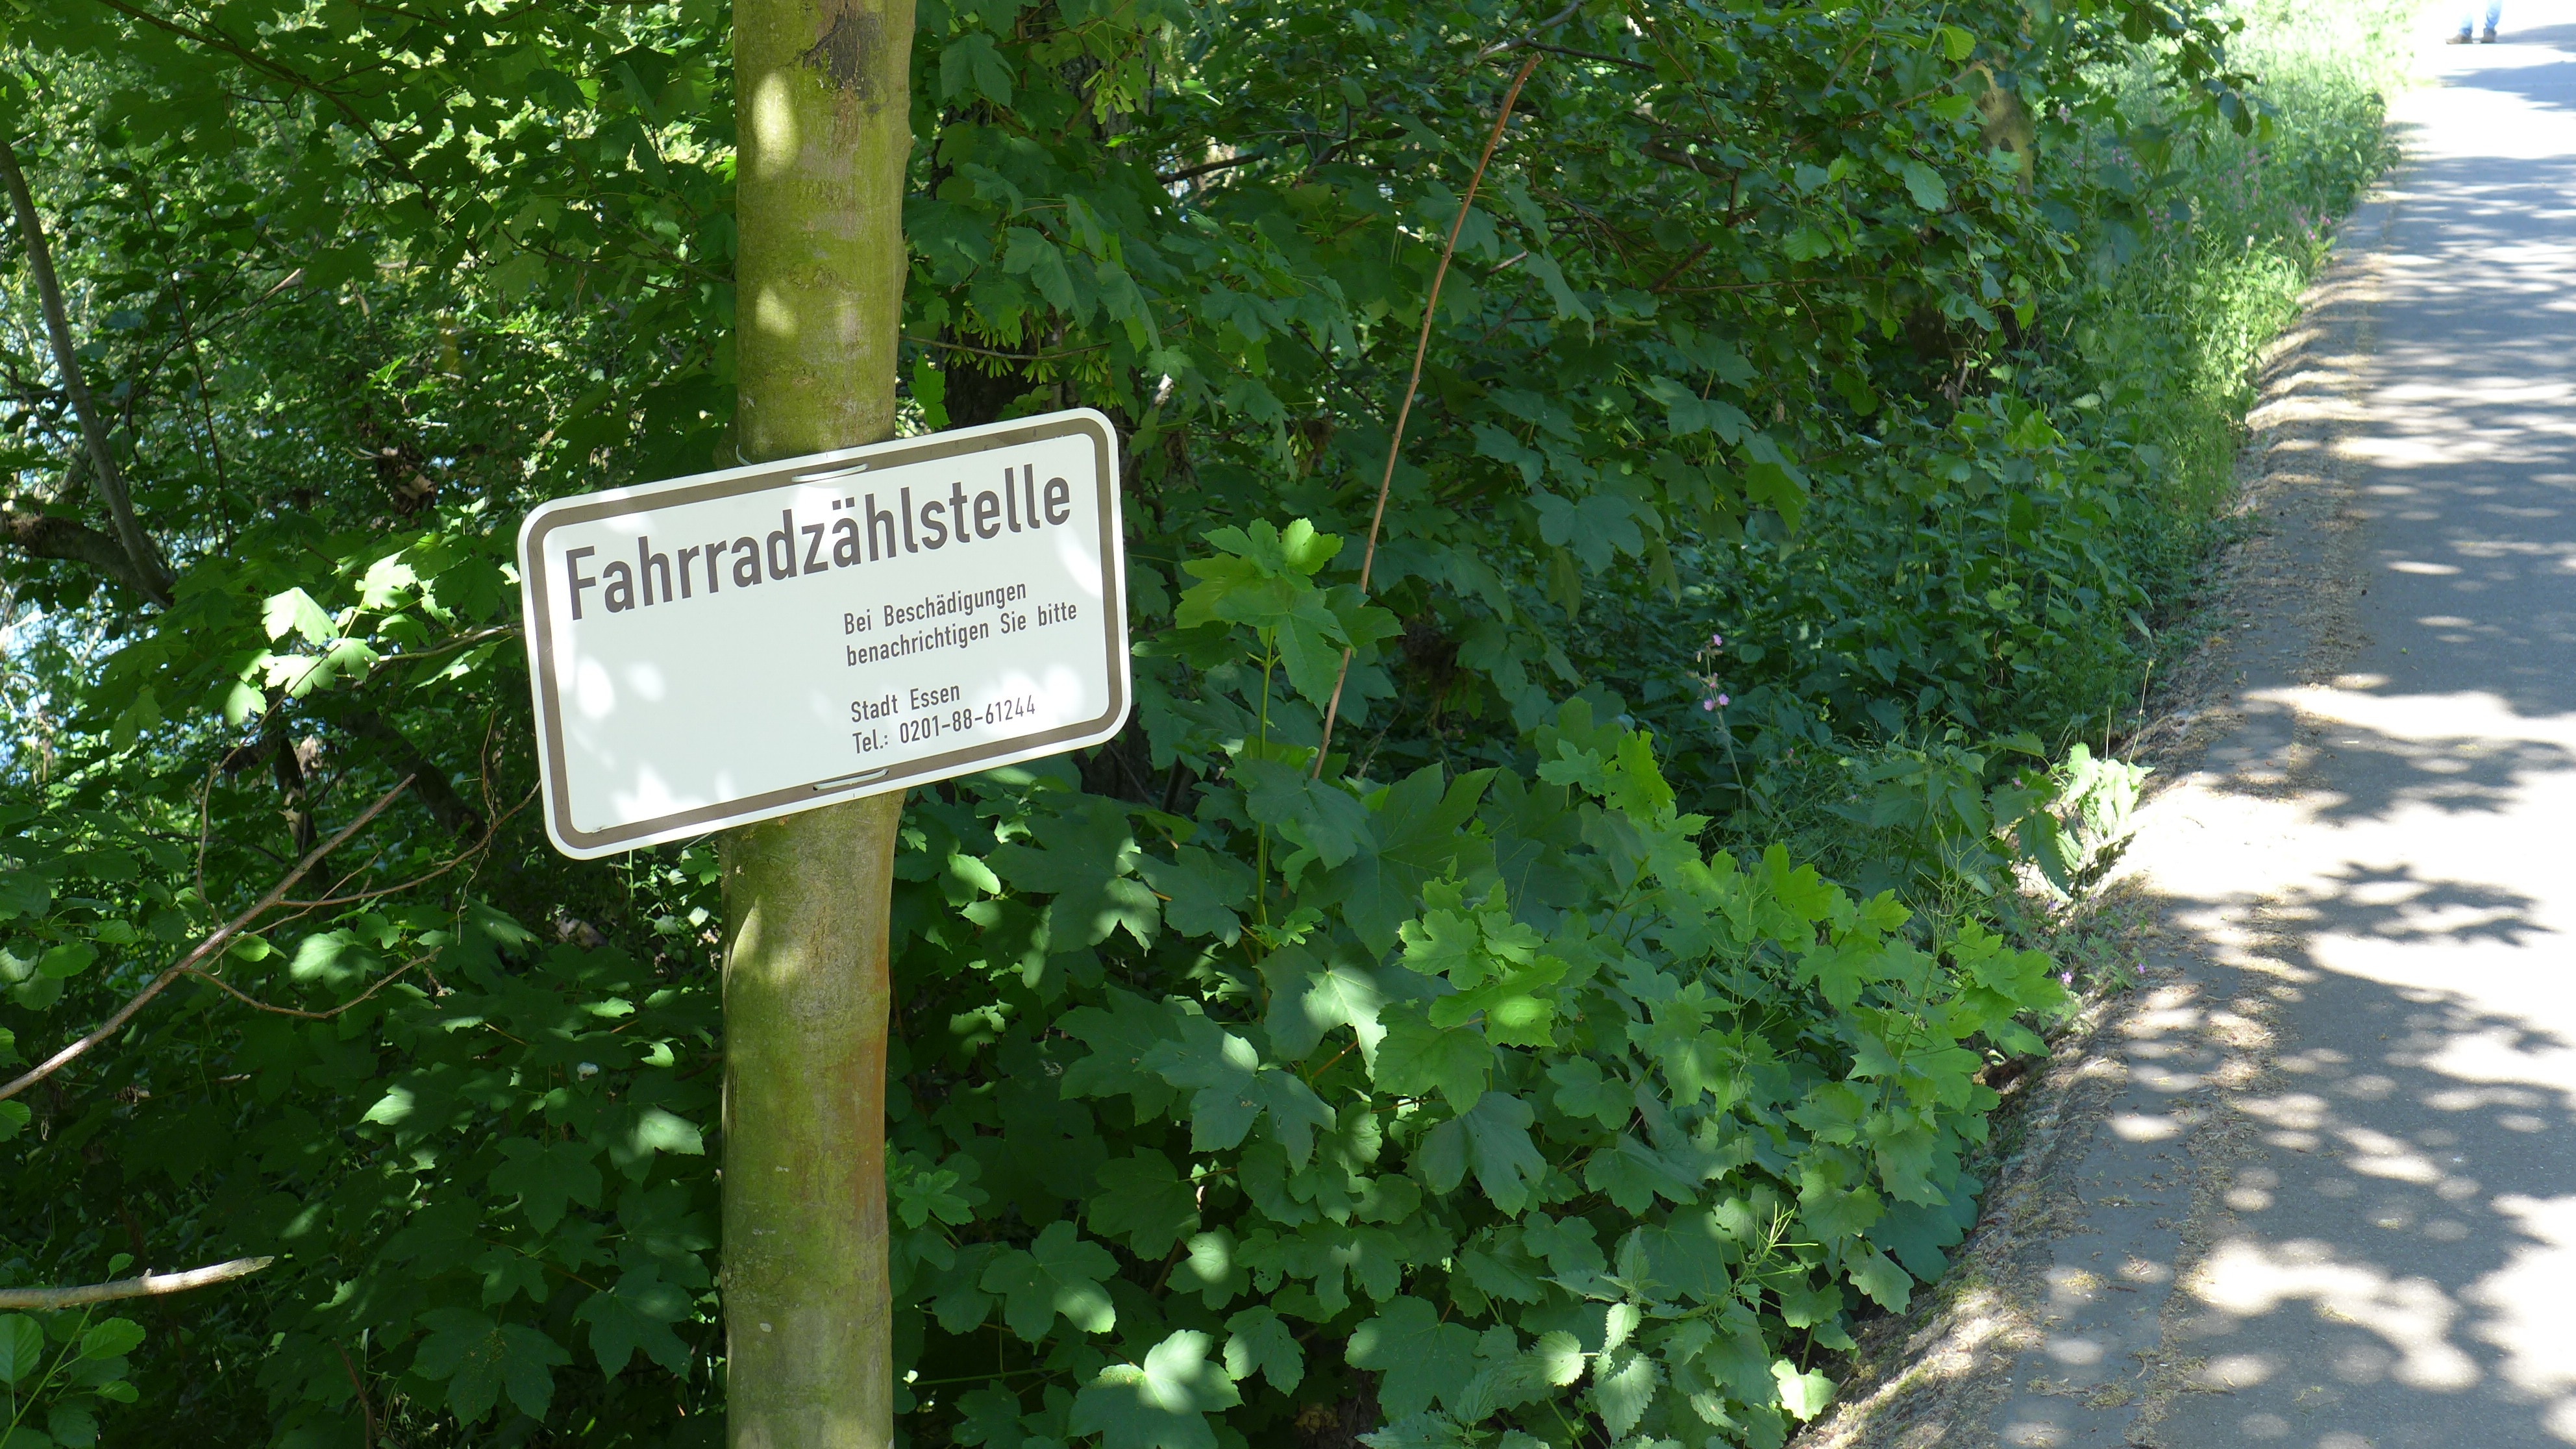 Fahrradzählstelle
Bei Beschädigungen
benachrichtigen Sie bitte
Stadt Essen
Tel.: 0201-88-61244